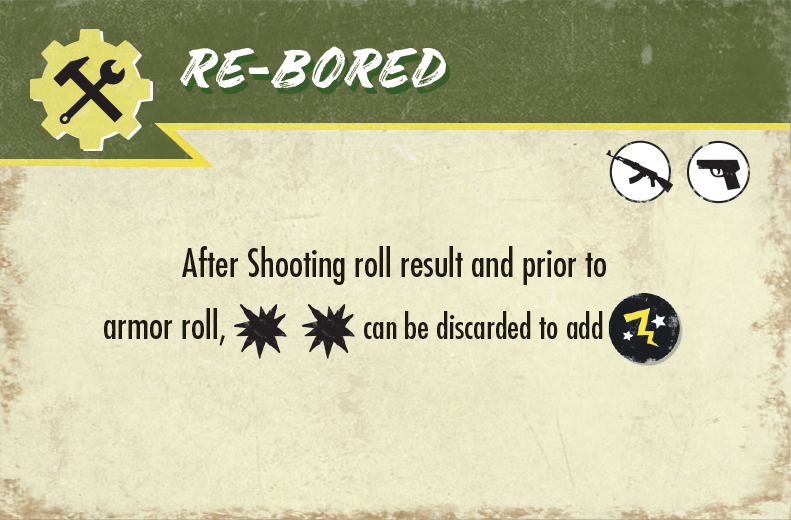 RE-BORED
After Shooting roll result and prior to
armor roll, can be discarded to add